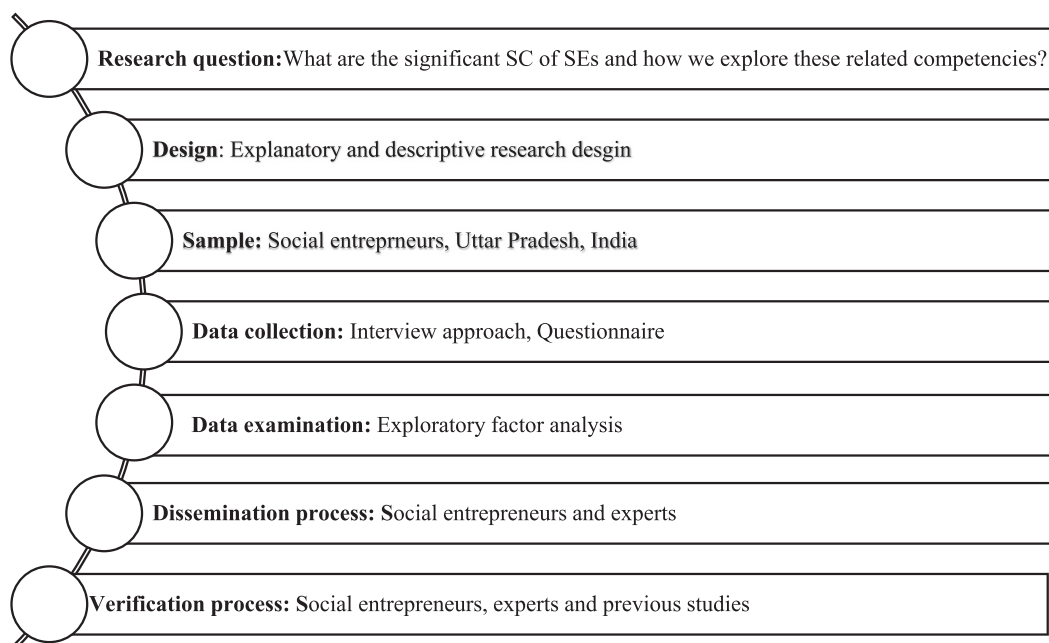 Research question:What are the significant SC of SEs and how we explore these related competencies?
Design: Explanatory and descriptive research desgin
Sample: Social entreprneurs, Uttar Pradesh, India
Data collection: Interview approach, Questionnaire
Data examination: Exploratory factor analysis
Dissemination process: Social entrepreneurs and experts
Verification process: Social entrepreneurs, experts and previous studies